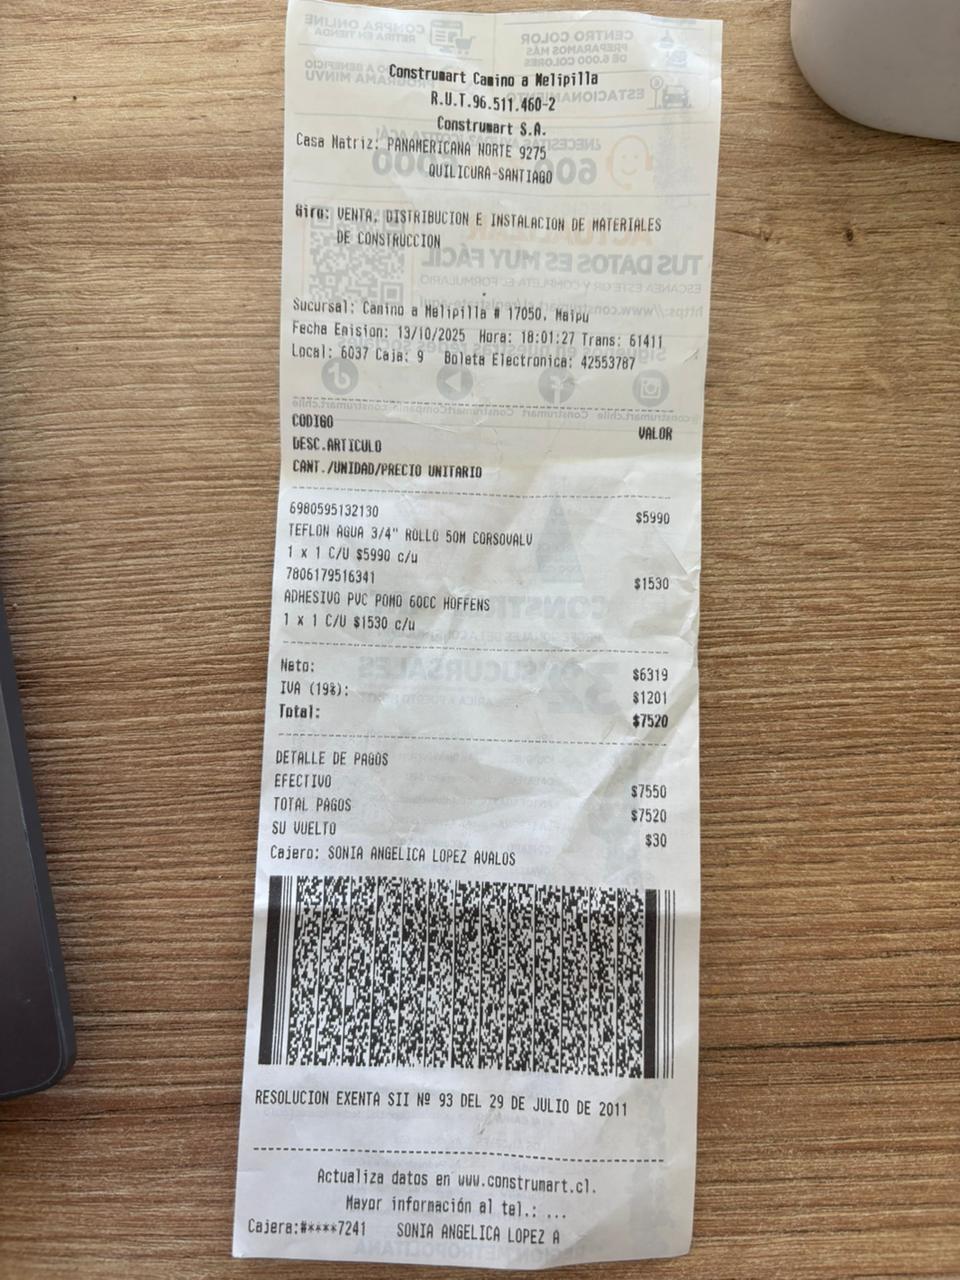 Construmart Camino a Melipilla
R.U.T.96.511.460-2
Construmart S.A.
Casa Matriz: PANAMERICANA NORTE 9275
QUILICURA-SANTIAGO
Giro: VENTA, DISTRIBUCION E INSTALACION DE MATERIALES
DE CONSTRUCCION
Sucursal: Camino a Melipilla # 17050, Maipu
Fecha Emision: 13/10/2025 Hora: 18:01:27 Trans: 61411
Local: 6037 Caja: 9 Boleta Electronica: 42553787
CODIGO VALOR
DESC.ARTICULO
CANT./UNIDAD/PRECIO UNITARIO
6980595132130 $5990
TEFLON AGUA 3/4" ROLLO 50M CORSOVALV
1 x 1 C/U $5990 c/u
7806179516341 $1530
ADHESIVO PVC POMO 60CC HOFFENS
1 x 1 C/U $1530 c/u
Neto: $6319
IVA (19%): $1201
Total: $7520
DETALLE DE PAGOS
EFECTIVO $7550
TOTAL PAGOS $7520
SU VUELTO $30
Cajero: SONIA ANGELICA LOPEZ AVALOS
RESOLUCION EXENTA SII Nº 93 DEL 29 DE JULIO DE 2011
Actualiza datos en www.construmart.cl.
Mayor información al tel.: ...
Cajera:#****7241 SONIA ANGELICA LOPEZ A